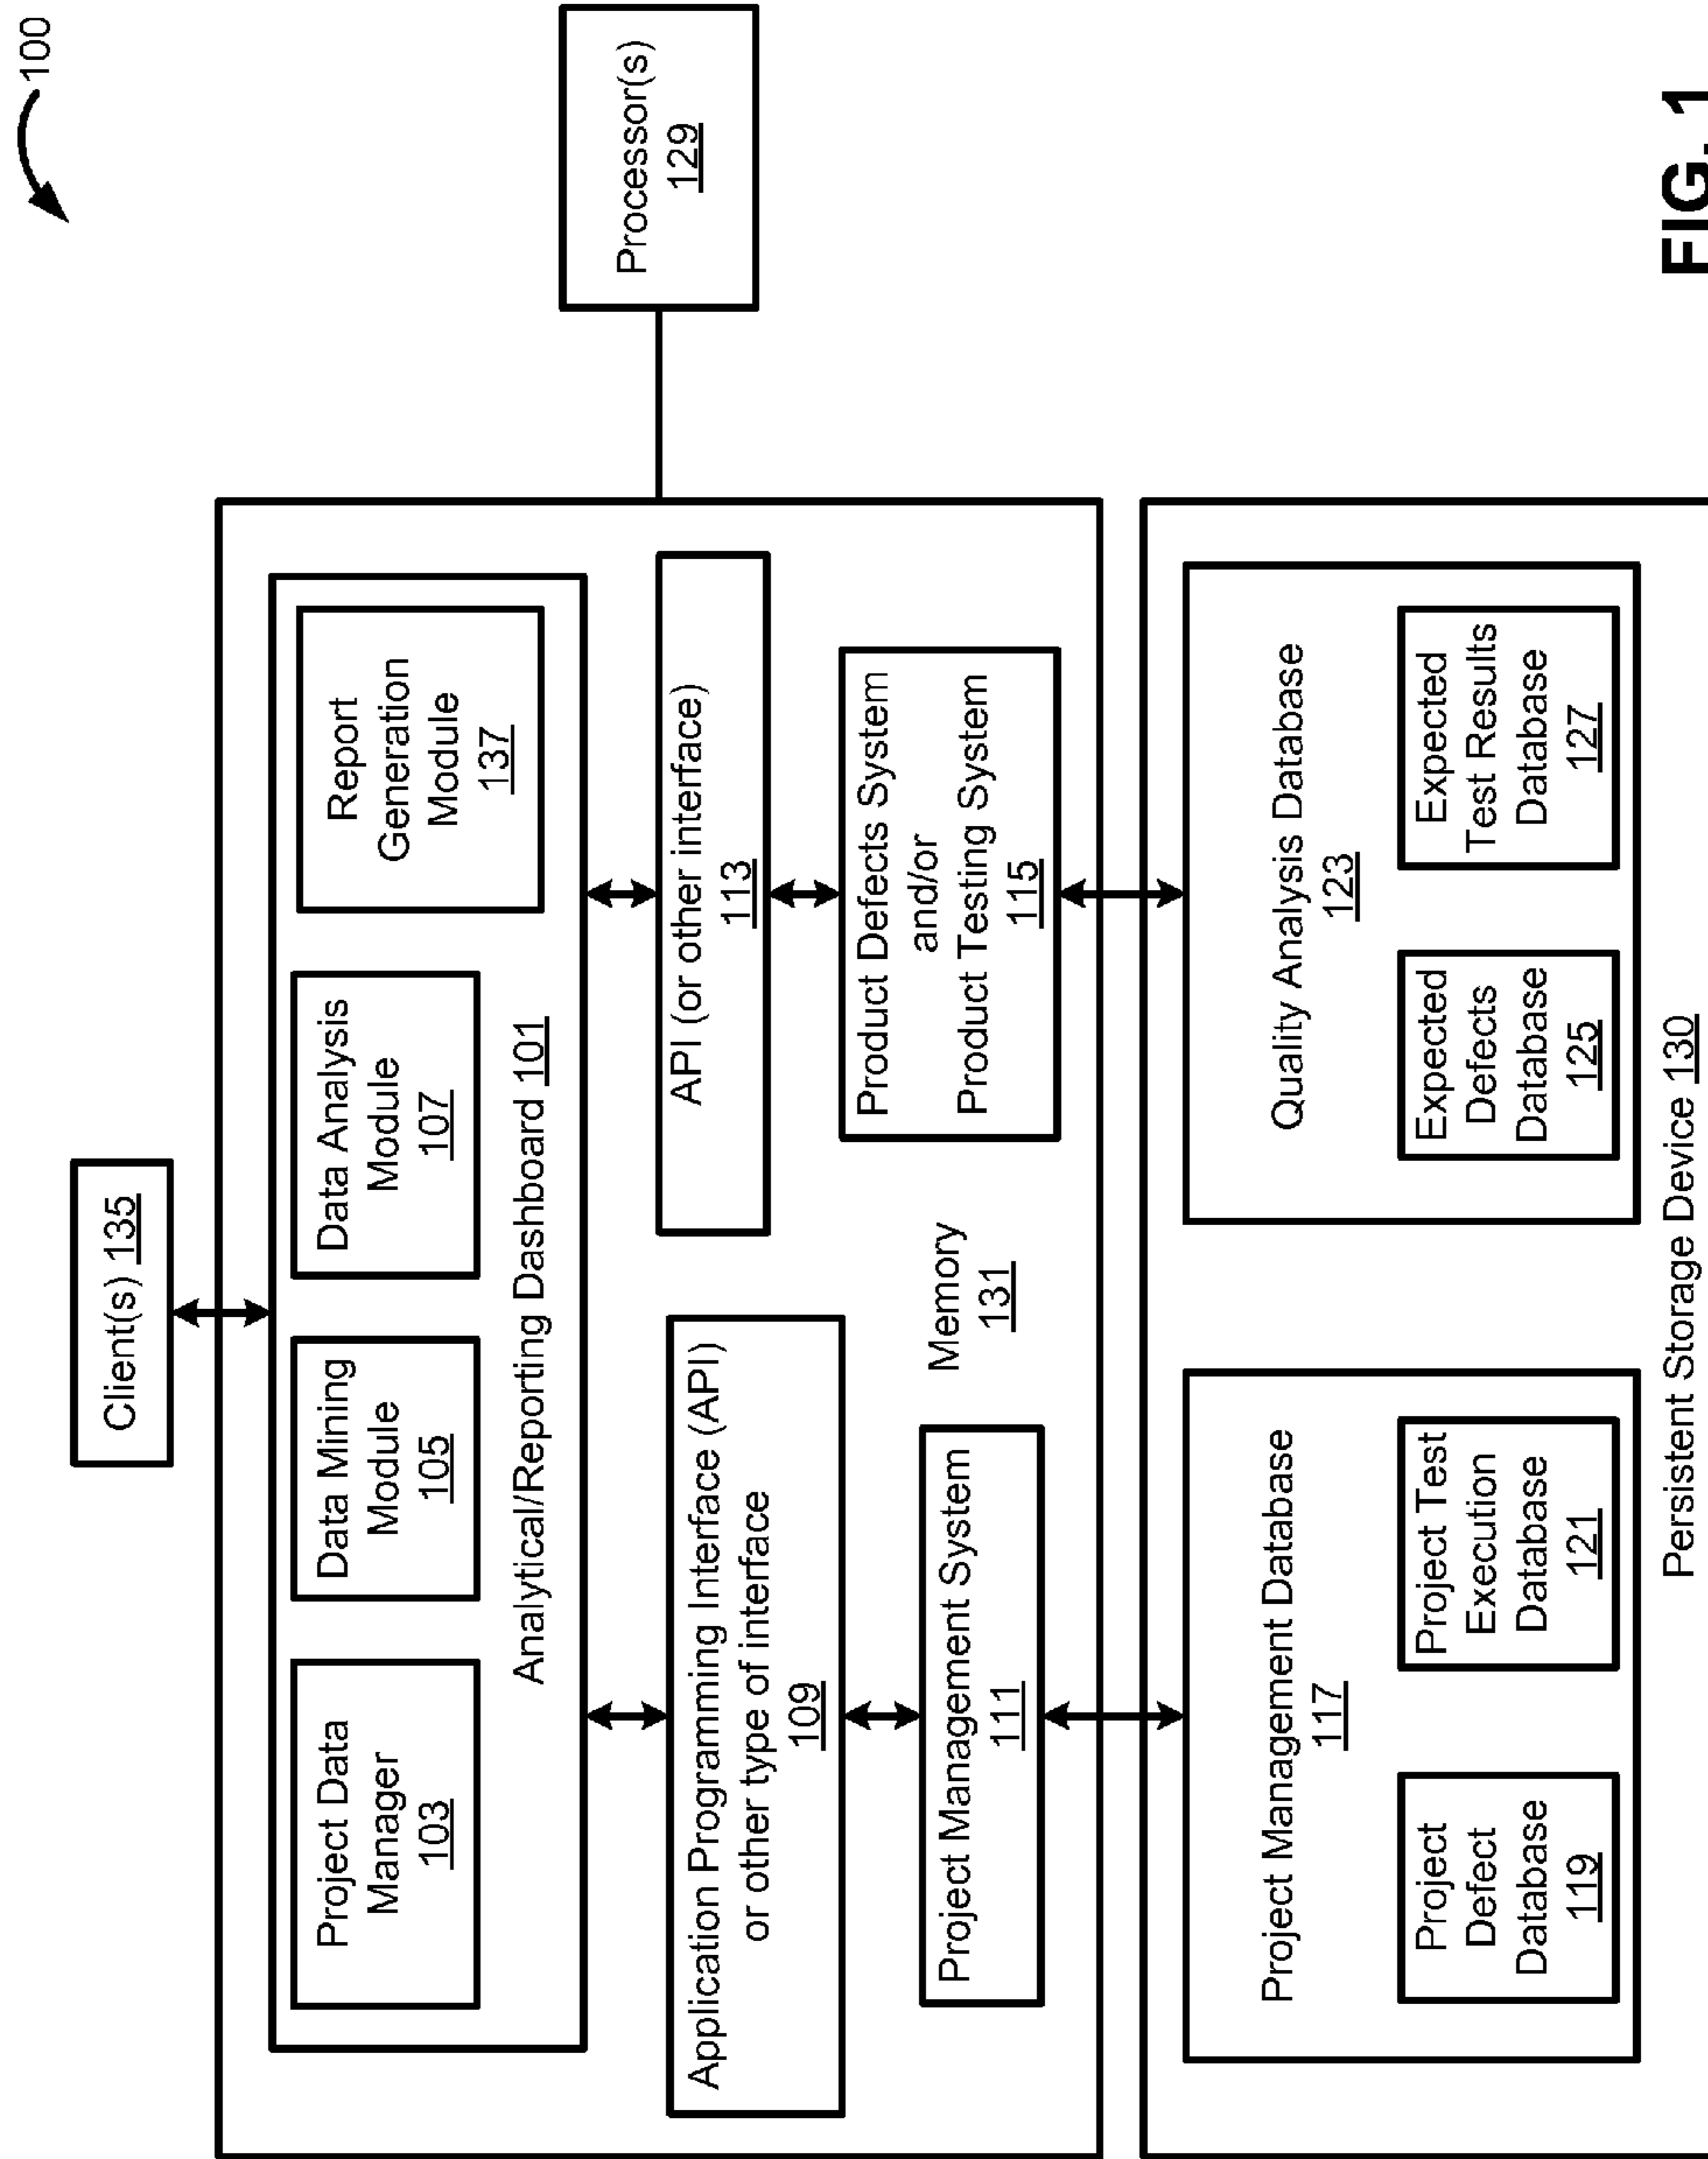 100
Client(s) 135
Project Data
Manager
103
Data Mining
Module
105
Data Analysis
Module
107
Report
Generation
Module
137
Analytical/Reporting Dashboard 101
Processor(s)
129
Application Programming Interface (API)
or other type of interface
109
API (or other interface)
113
Project Management System
111
Memory
131
Product Defects System
and/or
Product Testing System
115
Project Management Database
117
Project
Defect
Database
119
Project Test
Execution
Database
121
Quality Analysis Database
123
Expected
Defects
Database
125
Expected
Test Results
Database
127
Persistent Storage Device 130
FIG. 1